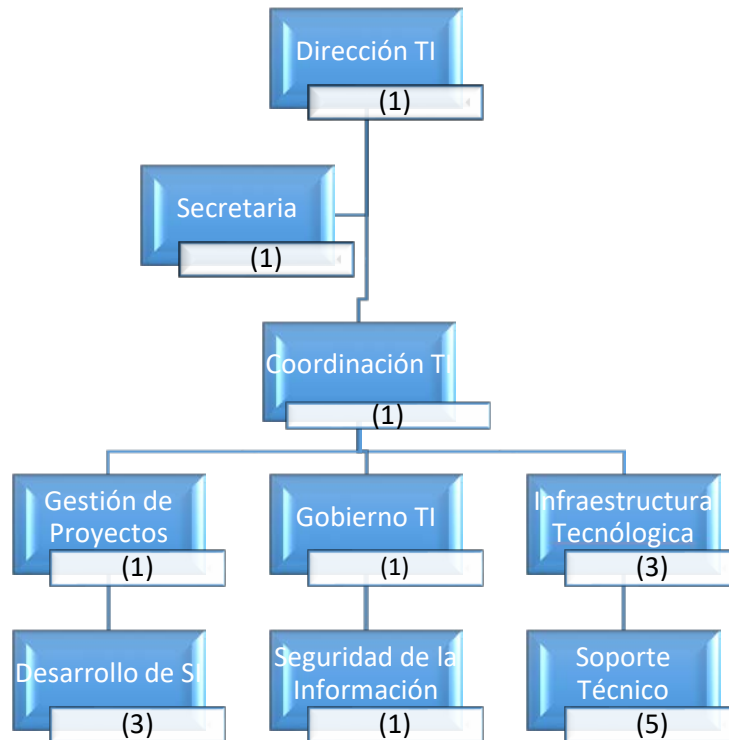 Dirección TI
(1)
Secretaria
(1)
Coordinación TI
(1)
Gestión de
Proyectos
(1)
Gobierno TI
(1)
Infraestructura
Tecnólogica
(3)
Desarrollo de SI
(3)
Seguridad de la
Información
(1)
Soporte
Técnico
(5)